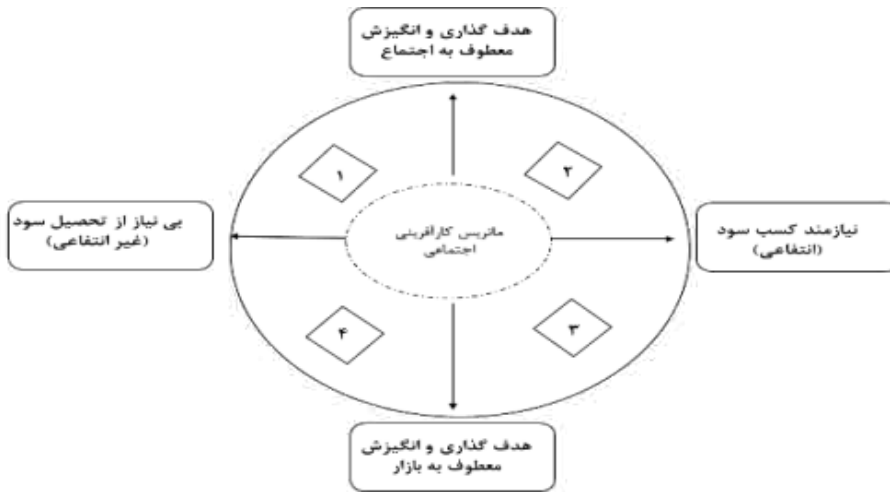 هدف گذاری و انگیزش
معطوف به اجتماع
۱
۲
بی نیاز از تحصیل سود
(غیر انتفاعی)
ماتریس کارآفرینی
اجتماعی
نیازمند کسب سود
(انتفاعی)
۴
۳
هدف گذاری و انگیزش
معطوف به بازار